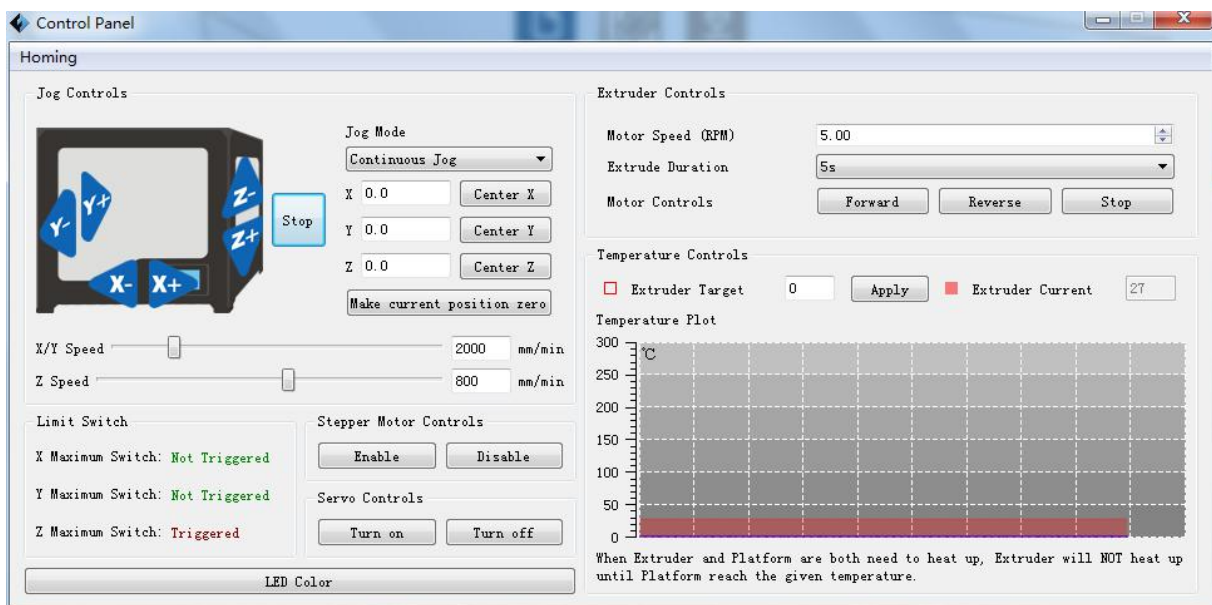 Control Panel
Homing
Jog Controls
Y-
Y+
Z-
Z+
X-
X+
Stop
Jog Mode
Continuous Jog
X 0.0 Center X
Y 0.0 Center Y
Z 0.0 Center Z
Make current position zero
X/Y Speed 2000 mm/min
Z Speed 800 mm/min
Limit Switch
X Maximum Switch: Not Triggered
Y Maximum Switch: Not Triggered
Z Maximum Switch: Triggered
Stepper Motor Controls
Enable Disable
Servo Controls
Turn on Turn off
LED Color
Extruder Controls
Motor Speed (RPM) 5.00
Extrude Duration 5s
Motor Controls Forward Reverse Stop
Temperature Controls
Extruder Target 0 Apply Extruder Current 27
Temperature Plot
300
°C
250
200
150
100
50
0
When Extruder and Platform are both need to heat up, Extruder will NOT heat up
until Platform reach the given temperature.